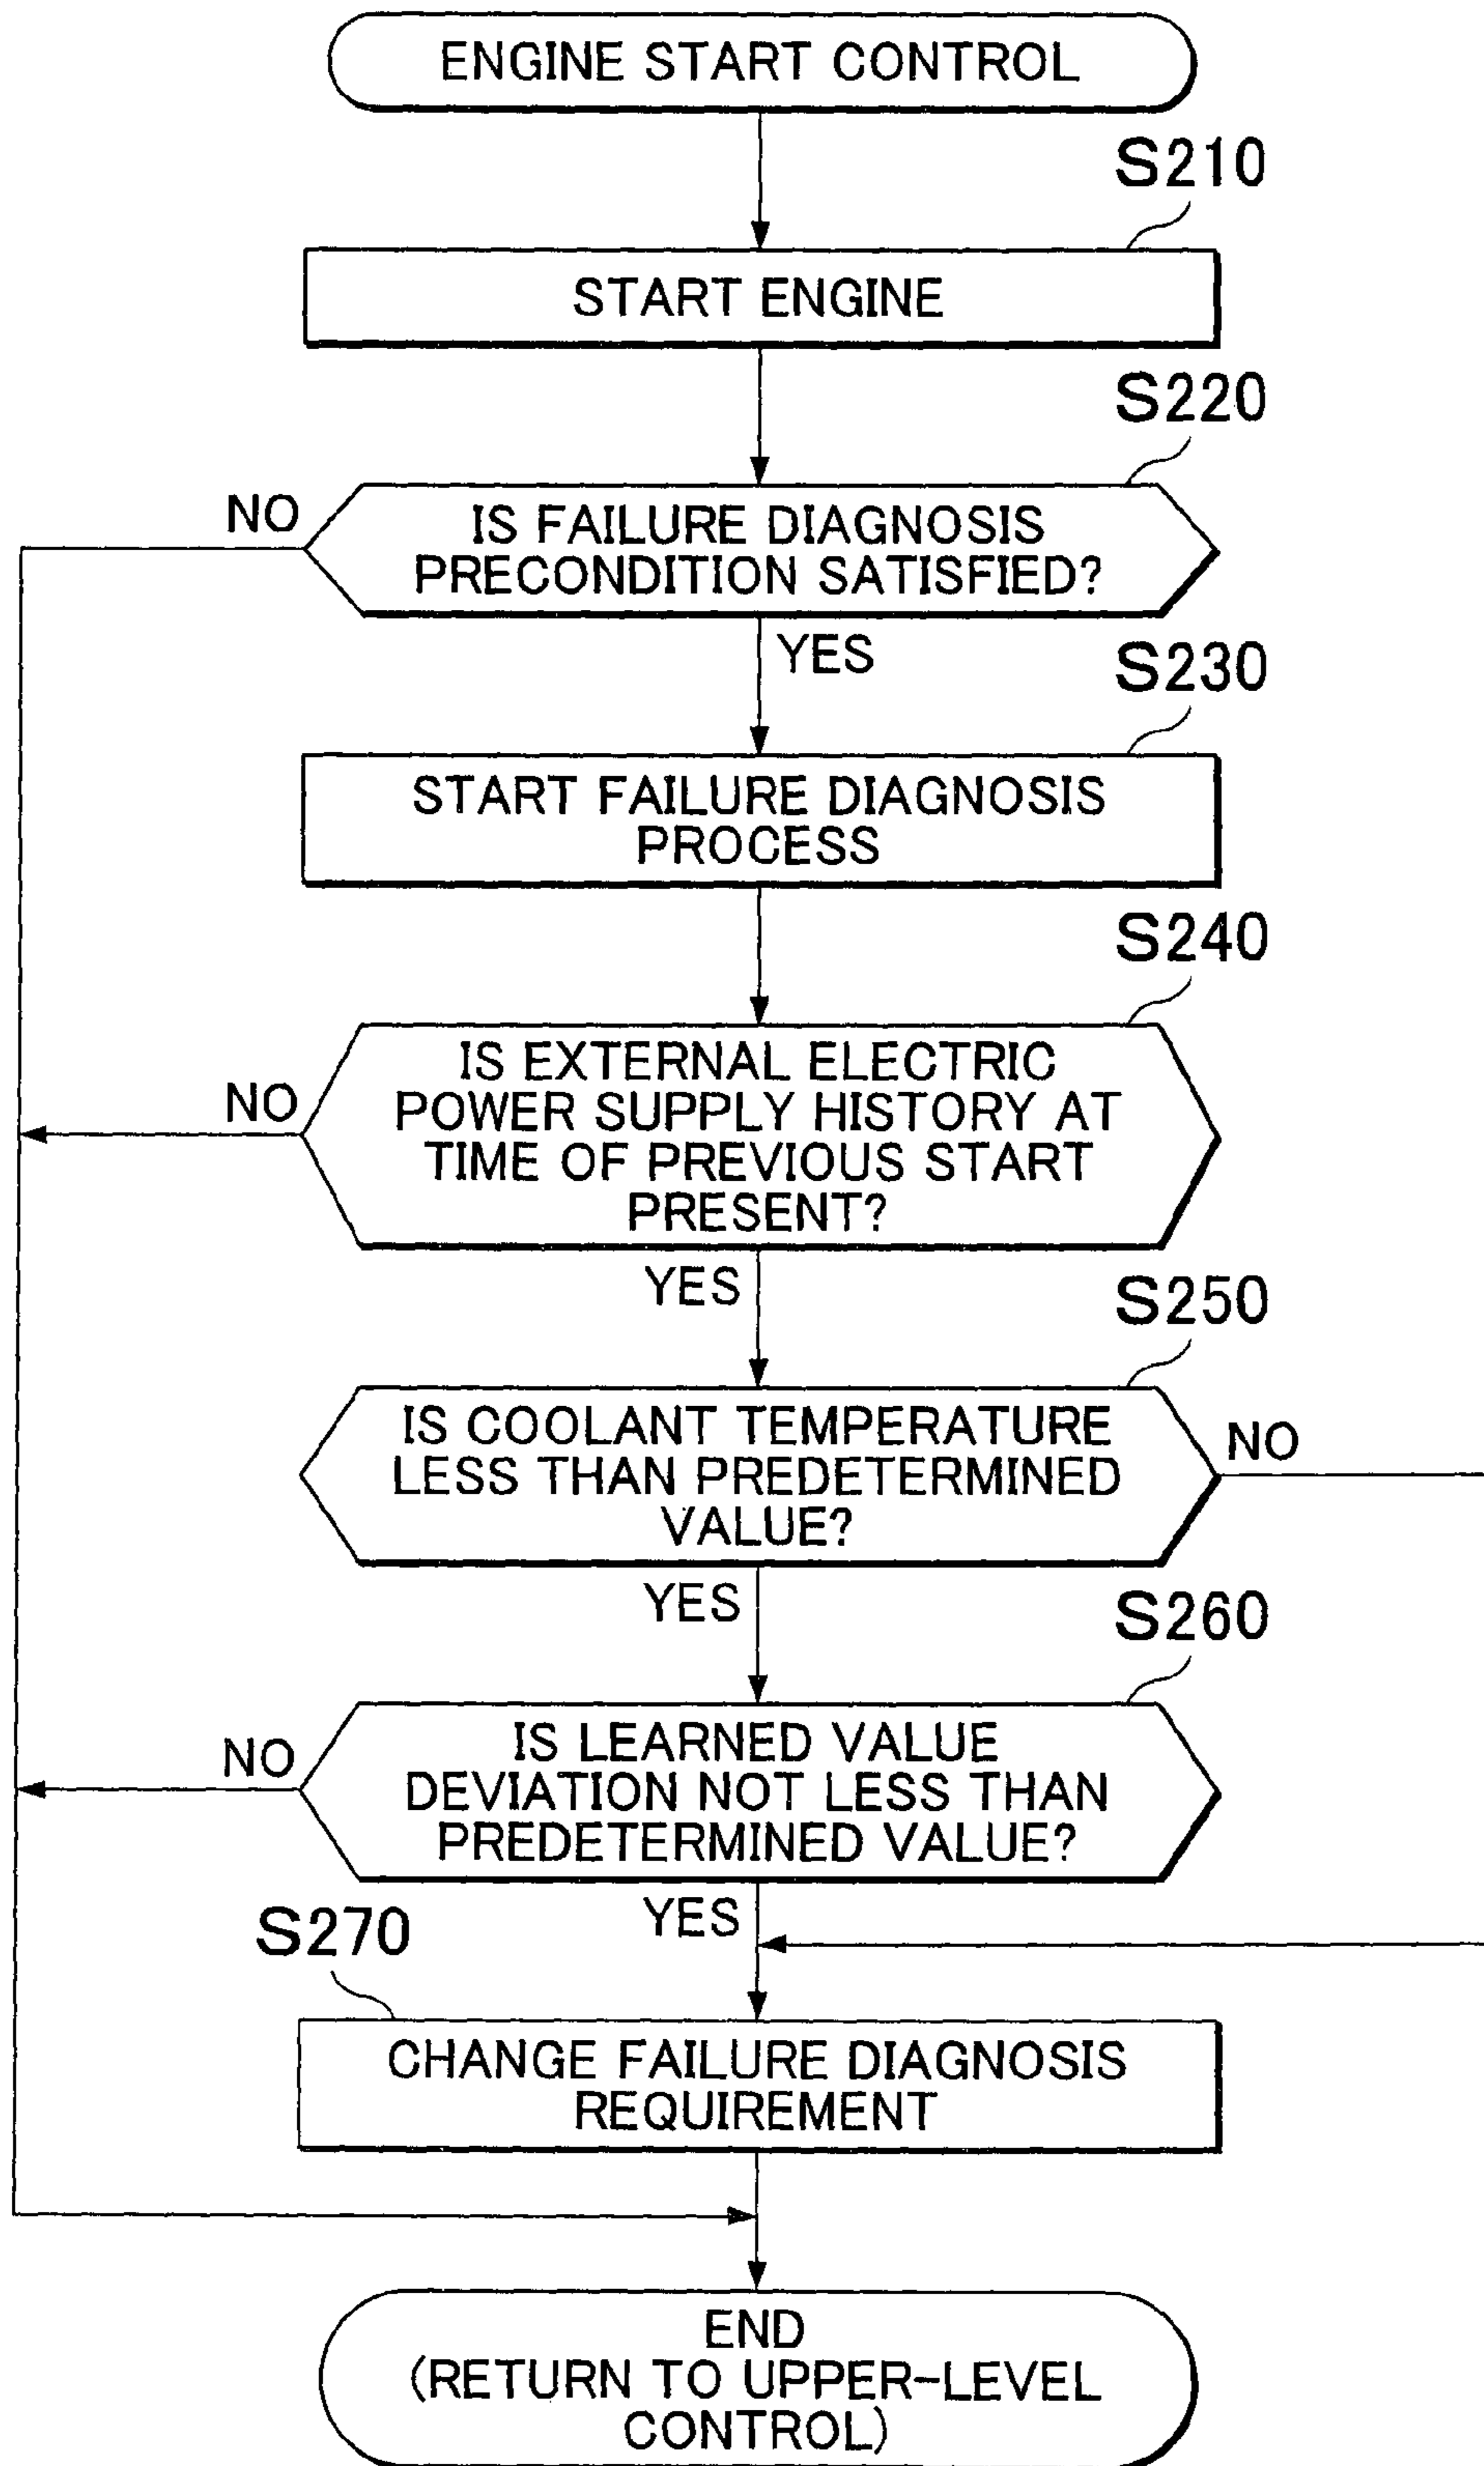 ENGINE START CONTROL
S210
START ENGINE
S220
NO
IS FAILURE DIAGNOSIS
PRECONDITION SATISFIED?
YES
S230
START FAILURE DIAGNOSIS
PROCESS
S240
NO
IS EXTERNAL ELECTRIC
POWER SUPPLY HISTORY AT
TIME OF PREVIOUS START
PRESENT?
YES
S250
IS COOLANT TEMPERATURE
LESS THAN PREDETERMINED
VALUE?
NO
YES
S260
NO
IS LEARNED VALUE
DEVIATION NOT LESS THAN
PREDETERMINED VALUE?
YES
S270
CHANGE FAILURE DIAGNOSIS
REQUIREMENT
END
(RETURN TO UPPER-LEVEL
CONTROL)